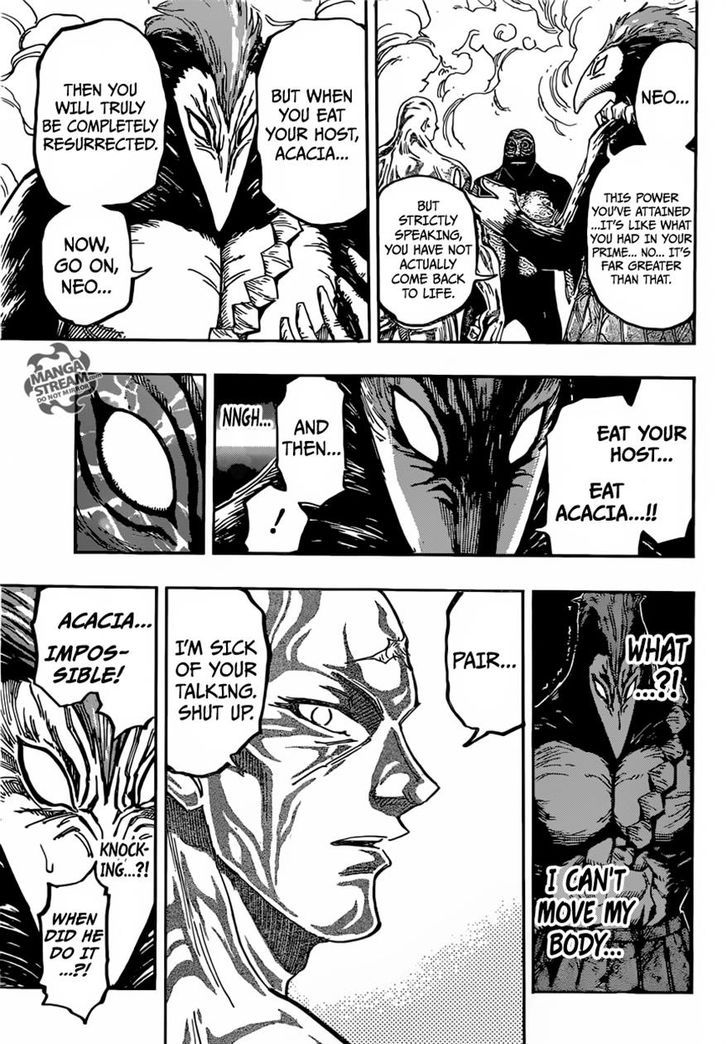 NEO...
THIS POWER
YOU'VE ATTAINED
...IT'S LIKE WHAT
YOU HAD IN YOUR
PRIME... NO... IT'S
FAR GREATER
THAN THAT.
BUT
STRICTLY
SPEAKING,
YOU HAVE NOT
ACTUALLY
COME BACK
TO LIFE.
BUT WHEN
YOU EAT
YOUR HOST,
ACACIA...
THEN YOU
WILL TRULY
BE COMPLETELY
RESURRECTED.
NOW,
GO ON,
NEO...
EAT YOUR
HOST...
EAT
ACACIA...!!
AND
THEN...
NNGH...
!
MANGA
STREAM.com
DO NOT MIRROR
WHAT
...?!
I CAN'T
MOVE MY
BODY...
PAIR...
I'M SICK
OF YOUR
TALKING.
SHUT UP.
ACACIA...
IMPOS-
SIBLE!
KNOCK-
ING...?!
WHEN
DID HE
DO IT
...?!